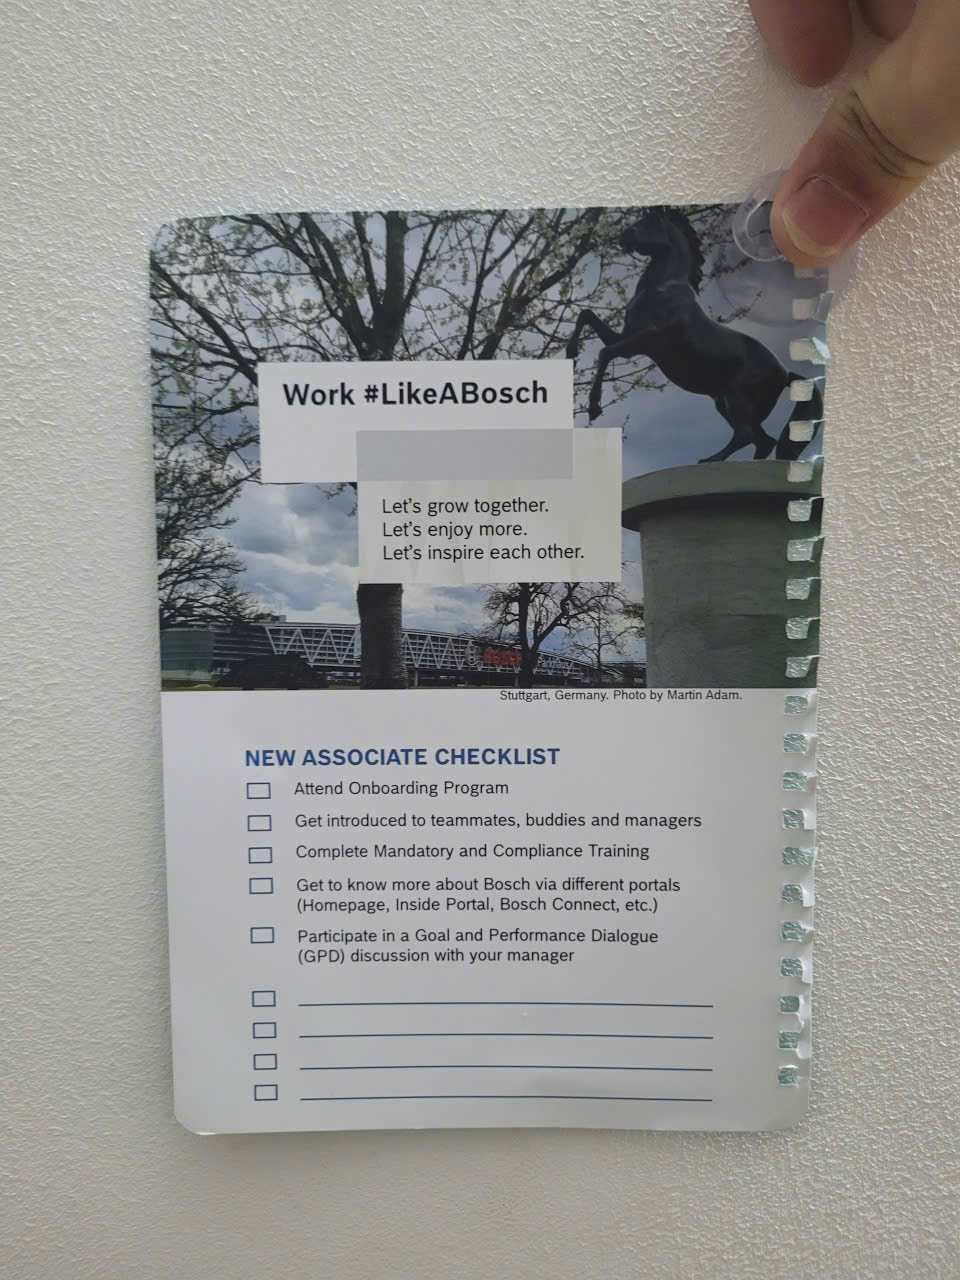 Work #LikeABosch
Let's grow together.
Let's enjoy more.
Let's inspire each other.
BOSCH Parkhaus
Stuttgart, Germany. Photo by Martin Adam.
NEW ASSOCIATE CHECKLIST
Attend Onboarding Program
Get introduced to teammates, buddies and managers
Complete Mandatory and Compliance Training
Get to know more about Bosch via different portals
(Homepage, Inside Portal, Bosch Connect, etc.)
Participate in a Goal and Performance Dialogue
(GPD) discussion with your manager